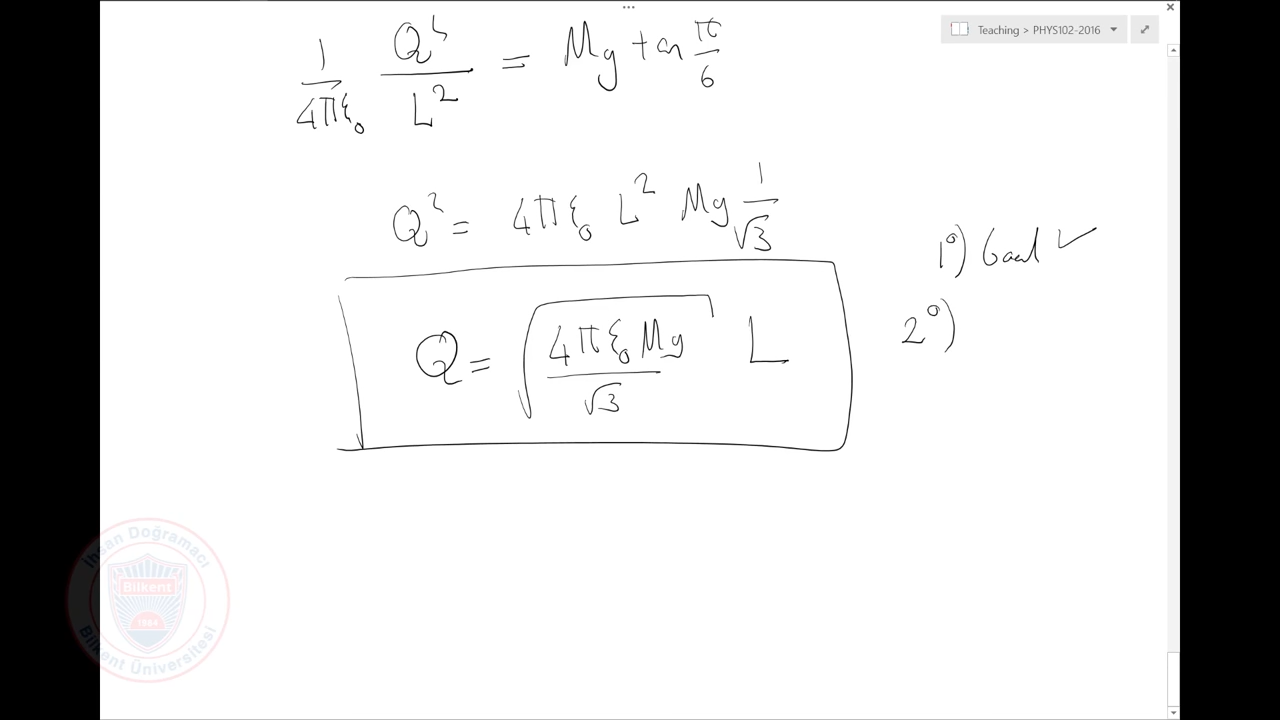 Teaching > PHYS102-2016
1/4πε₀ Q²/L² = Mg tan π/6
Q² = 4πε₀ L² Mg 1/√3
1°) Goal ✓
Q = √(4πε₀Mg/√3) L
2°)
İhsan Doğramacı
Bilkent
1984
Bilkent Üniversitesi